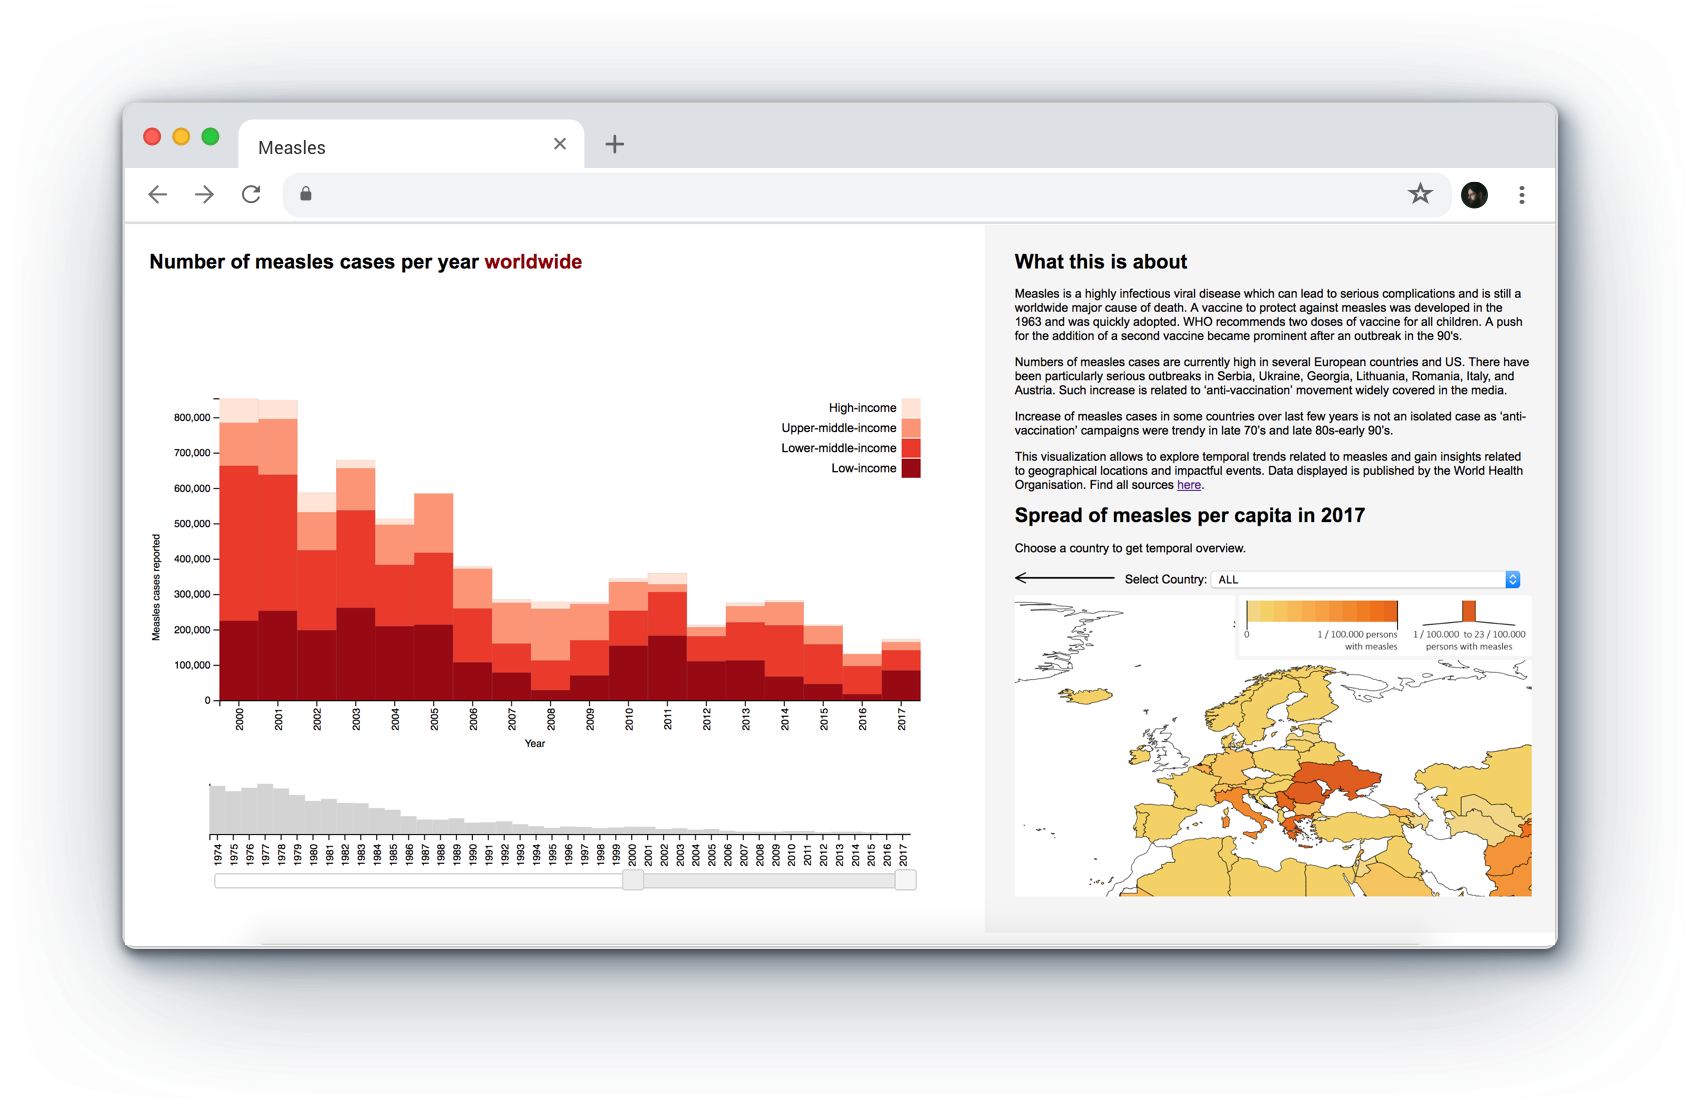 Measles
Number of measles cases per year worldwide
High-income
Upper-middle-income
Lower-middle-income
Low-income
Measles cases reported
800,000
700,000
600,000
500,000
400,000
300,000
200,000
100,000
0
2000 2001 2002 2003 2004 2005 2006 2007 2008 2009 2010 2011 2012 2013 2014 2015 2016 2017
Year
1974 1975 1976 1977 1978 1979 1980 1981 1982 1983 1984 1985 1986 1987 1988 1989 1990 1991 1992 1993 1994 1995 1996 1997 1998 1999 2000 2001 2002 2003 2004 2005 2006 2007 2008 2009 2010 2011 2012 2013 2014 2015 2016 2017
What this is about
Measles is a highly infectious viral disease which can lead to serious complications and is still a
worldwide major cause of death. A vaccine to protect against measles was developed in the
1963 and was quickly adopted. WHO recommends two doses of vaccine for all children. A push
for the addition of a second vaccine became prominent after an outbreak in the 90's.
Numbers of measles cases are currently high in several European countries and US. There have
been particularly serious outbreaks in Serbia, Ukraine, Georgia, Lithuania, Romania, Italy, and
Austria. Such increase is related to 'anti-vaccination' movement widely covered in the media.
Increase of measles cases in some countries over last few years is not an isolated case as 'anti-
vaccination' campaigns were trendy in late 70's and late 80s-early 90's.
This visualization allows to explore temporal trends related to measles and gain insights related
to geographical locations and impactful events. Data displayed is published by the World Health
Organisation. Find all sources here.
Spread of measles per capita in 2017
Choose a country to get temporal overview.
Select Country: ALL
0
1 / 100.000 persons
with measles
1 / 100.000 to 23 / 100.000
persons with measles